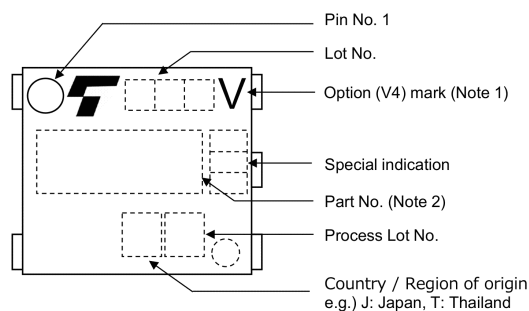 Pin No. 1
Lot No.
V
Option (V4) mark (Note 1)
Special indication
Part No. (Note 2)
Process Lot No.
Country / Region of origin
e.g.) J: Japan, T: Thailand